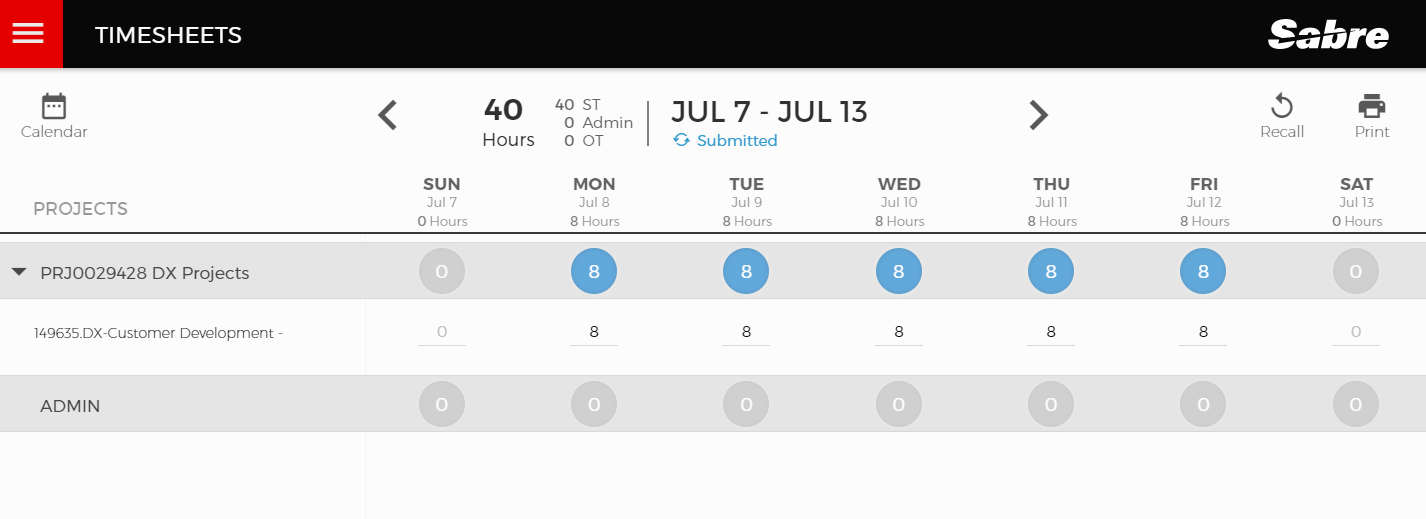 TIMESHEETS
Sabre
Calendar
40
Hours
40 ST
0 Admin
0 OT
JUL 7 - JUL 13
Submitted
Recall
Print
PROJECTS
SUN MON TUE WED THU FRI SAT
Jul 7 Jul 8 Jul 9 Jul 10 Jul 11 Jul 12 Jul 13
0 Hours 8 Hours 8 Hours 8 Hours 8 Hours 8 Hours 0 Hours
PRJ0029428 DX Projects 0 8 8 8 8 8 0
149635.DX-Customer Development - 0 8 8 8 8 8 0
ADMIN 0 0 0 0 0 0 0